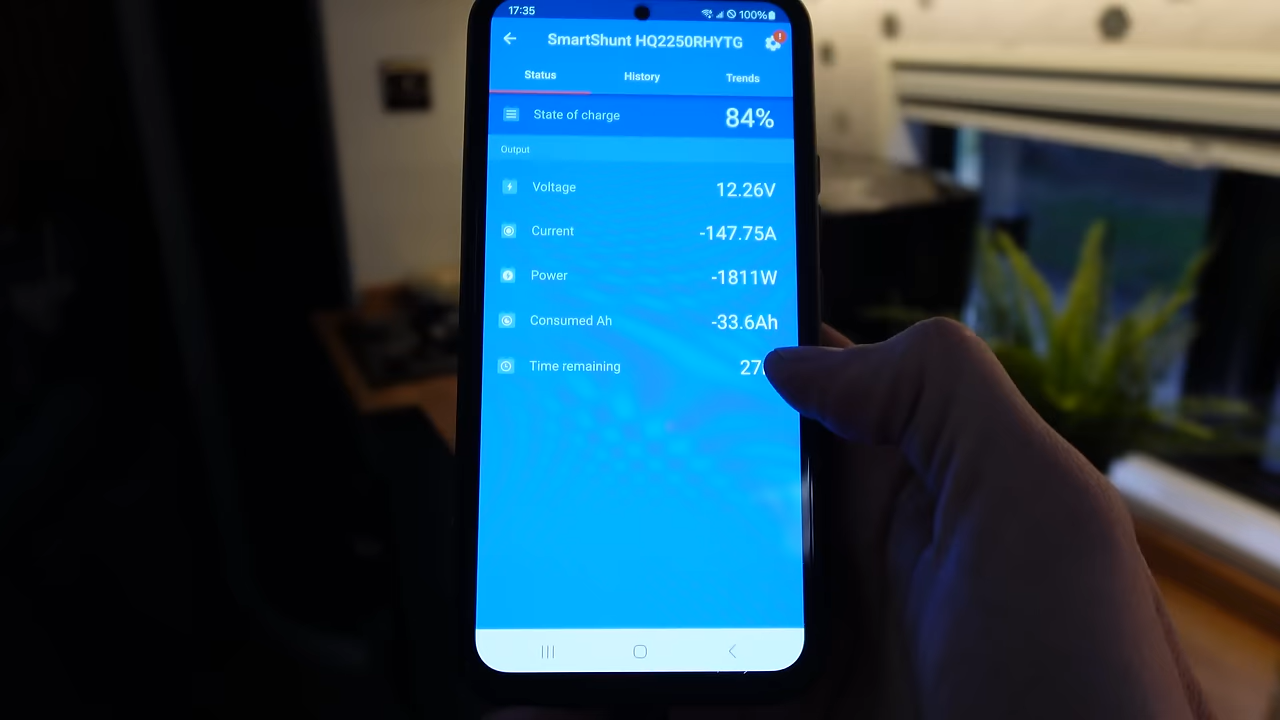 17:35 100%
SmartShunt HQ2250RHYTG
Status History Trends
State of charge 84%
Output
Voltage 12.26V
Current -147.75A
Power -1811W
Consumed Ah -33.6Ah
Time remaining 27